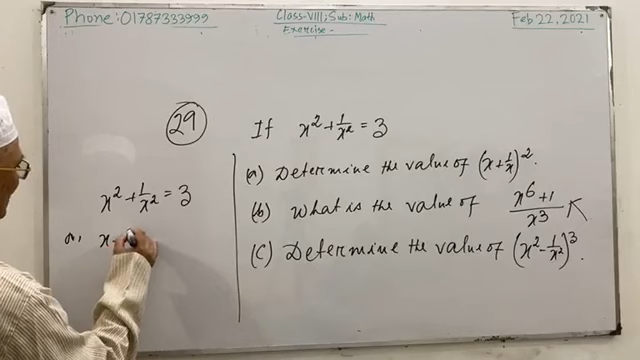 Phone: 01787333999
Class-VIII; Sub: Math
Exercise-
Feb 22, 2021
29
If x² + 1/x² = 3
(a) Determine the value of (x + 1/x)².
(b) What is the value of (x⁶ + 1)/x³
(c) Determine the value of (x² - 1/x²)³.
x² + 1/x² = 3
or, x